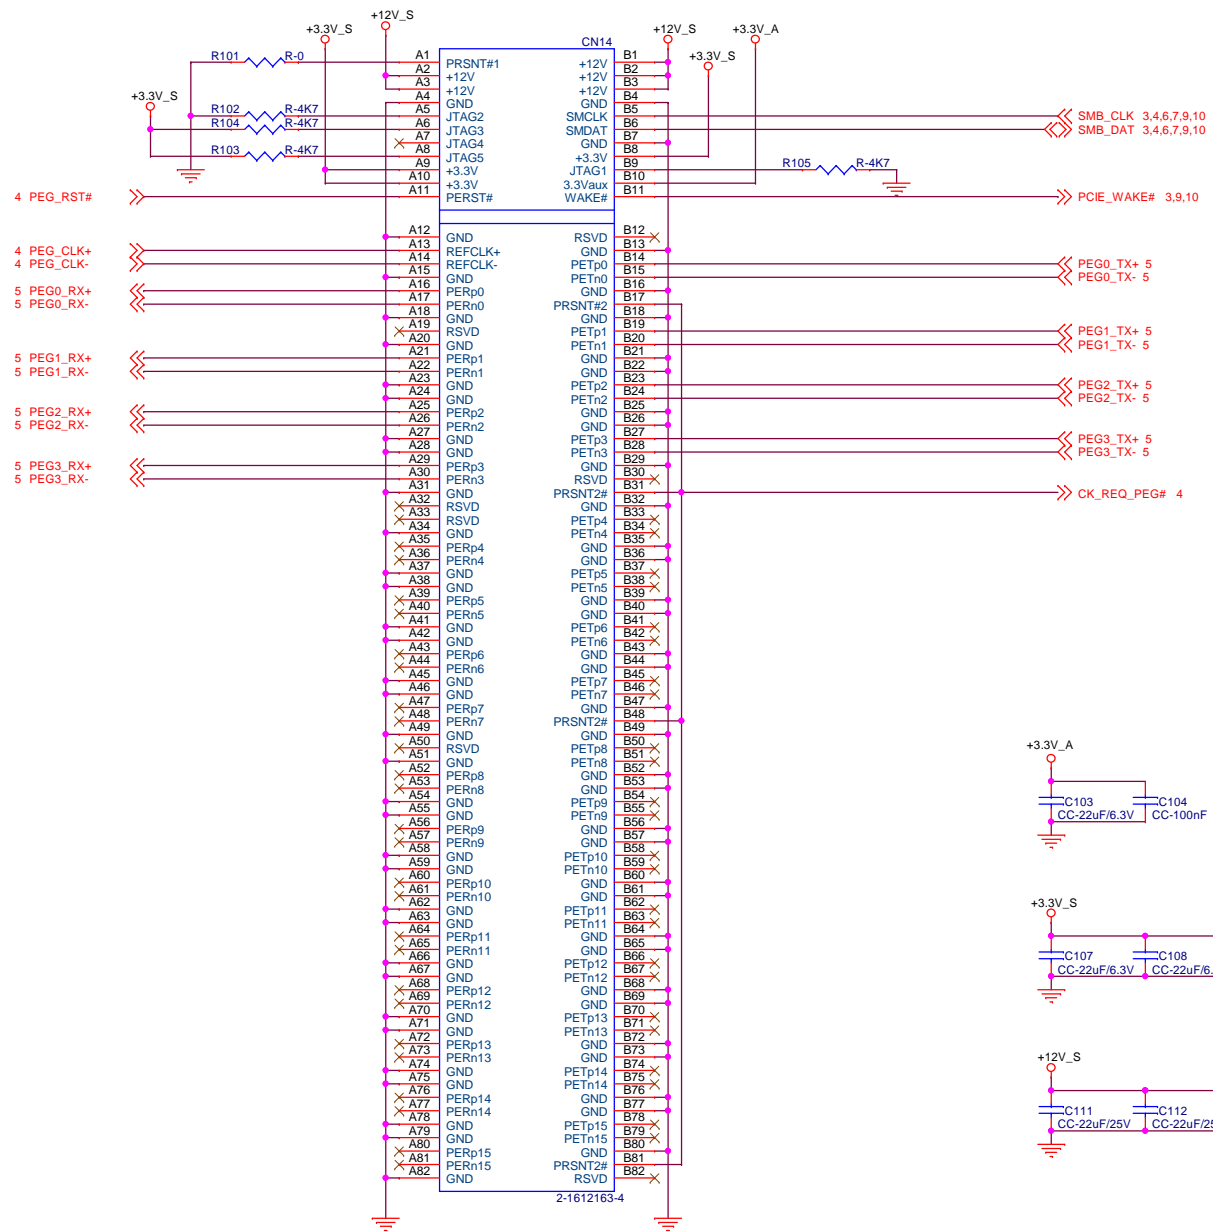 +12V_S
+3.3V_S
+12V_S
+3.3V_A
+3.3V_S
CN14
R101 R-0 A1 PRSNT#1 +12V B1
A2 +12V +12V B2
A3 +12V +12V B3
+3.3V_S A4 GND GND B4
R102 R-4K7 A5 JTAG2 SMCLK B5 SMB_CLK 3,4,6,7,9,10
R104 R-4K7 A6 JTAG3 SMDAT B6 SMB_DAT 3,4,6,7,9,10
A7 JTAG4 GND B7
R103 R-4K7 A8 JTAG5 +3.3V B8
A9 +3.3V JTAG1 B9 R105 R-4K7
A10 +3.3V 3.3Vaux B10
4 PEG_RST# A11 PERST# WAKE# B11 PCIE_WAKE# 3,9,10
A12 GND RSVD B12
4 PEG_CLK+ A13 REFCLK+ GND B13
4 PEG_CLK- A14 REFCLK- PETp0 B14 PEG0_TX+ 5
A15 GND PETn0 B15 PEG0_TX- 5
5 PEG0_RX+ A16 PERp0 GND B16
5 PEG0_RX- A17 PERn0 PRSNT#2 B17
A18 GND GND B18
A19 RSVD PETp1 B19 PEG1_TX+ 5
A20 GND PETn1 B20 PEG1_TX- 5
5 PEG1_RX+ A21 PERp1 GND B21
5 PEG1_RX- A22 PERn1 GND B22
A23 GND PETp2 B23 PEG2_TX+ 5
A24 GND PETn2 B24 PEG2_TX- 5
5 PEG2_RX+ A25 PERp2 GND B25
5 PEG2_RX- A26 PERn2 GND B26
A27 GND PETp3 B27 PEG3_TX+ 5
A28 GND PETn3 B28 PEG3_TX- 5
5 PEG3_RX+ A29 PERp3 GND B29
5 PEG3_RX- A30 PERn3 RSVD B30
A31 GND PRSNT2# B31 CK_REQ_PEG# 4
A32 RSVD GND B32
A33 RSVD PETp4 B33
A34 GND PETn4 B34
A35 PERp4 GND B35
A36 PERn4 GND B36
A37 GND PETp5 B37
A38 GND PETn5 B38
A39 PERp5 GND B39
A40 PERn5 GND B40
A41 GND PETp6 B41
A42 GND PETn6 B42
A43 PERp6 GND B43
A44 PERn6 GND B44
A45 GND PETp7 B45
A46 GND PETn7 B46
A47 PERp7 GND B47
A48 PERn7 PRSNT2# B48
A49 GND GND B49
A50 RSVD PETp8 B50
A51 GND PETn8 B51
A52 PERp8 GND B52
A53 PERn8 GND B53
A54 GND PETp9 B54
A55 GND PETn9 B55
A56 PERp9 GND B56
A57 PERn9 GND B57
A58 GND PETp10 B58
A59 GND PETn10 B59
A60 PERp10 GND B60
A61 PERn10 GND B61
A62 GND PETp11 B62
A63 GND PETn11 B63
A64 PERp11 GND B64
A65 PERn11 GND B65
A66 GND PETp12 B66
A67 GND PETn12 B67
A68 PERp12 GND B68
A69 PERn12 GND B69
A70 GND PETp13 B70
A71 GND PETn13 B71
A72 PERp13 GND B72
A73 PERn13 GND B73
A74 GND PETp14 B74
A75 GND PETn14 B75
A76 PERp14 GND B76
A77 PERn14 GND B77
A78 GND PETp15 B78
A79 GND PETn15 B79
A80 PERp15 GND B80
A81 PERn15 PRSNT2# B81
A82 GND RSVD B82
2-1612163-4
+3.3V_A
C103 C104
CC-22uF/6.3V CC-100nF
+3.3V_S
C107 C108
CC-22uF/6.3V CC-22uF/6.
+12V_S
C111 C112
CC-22uF/25V CC-22uF/25